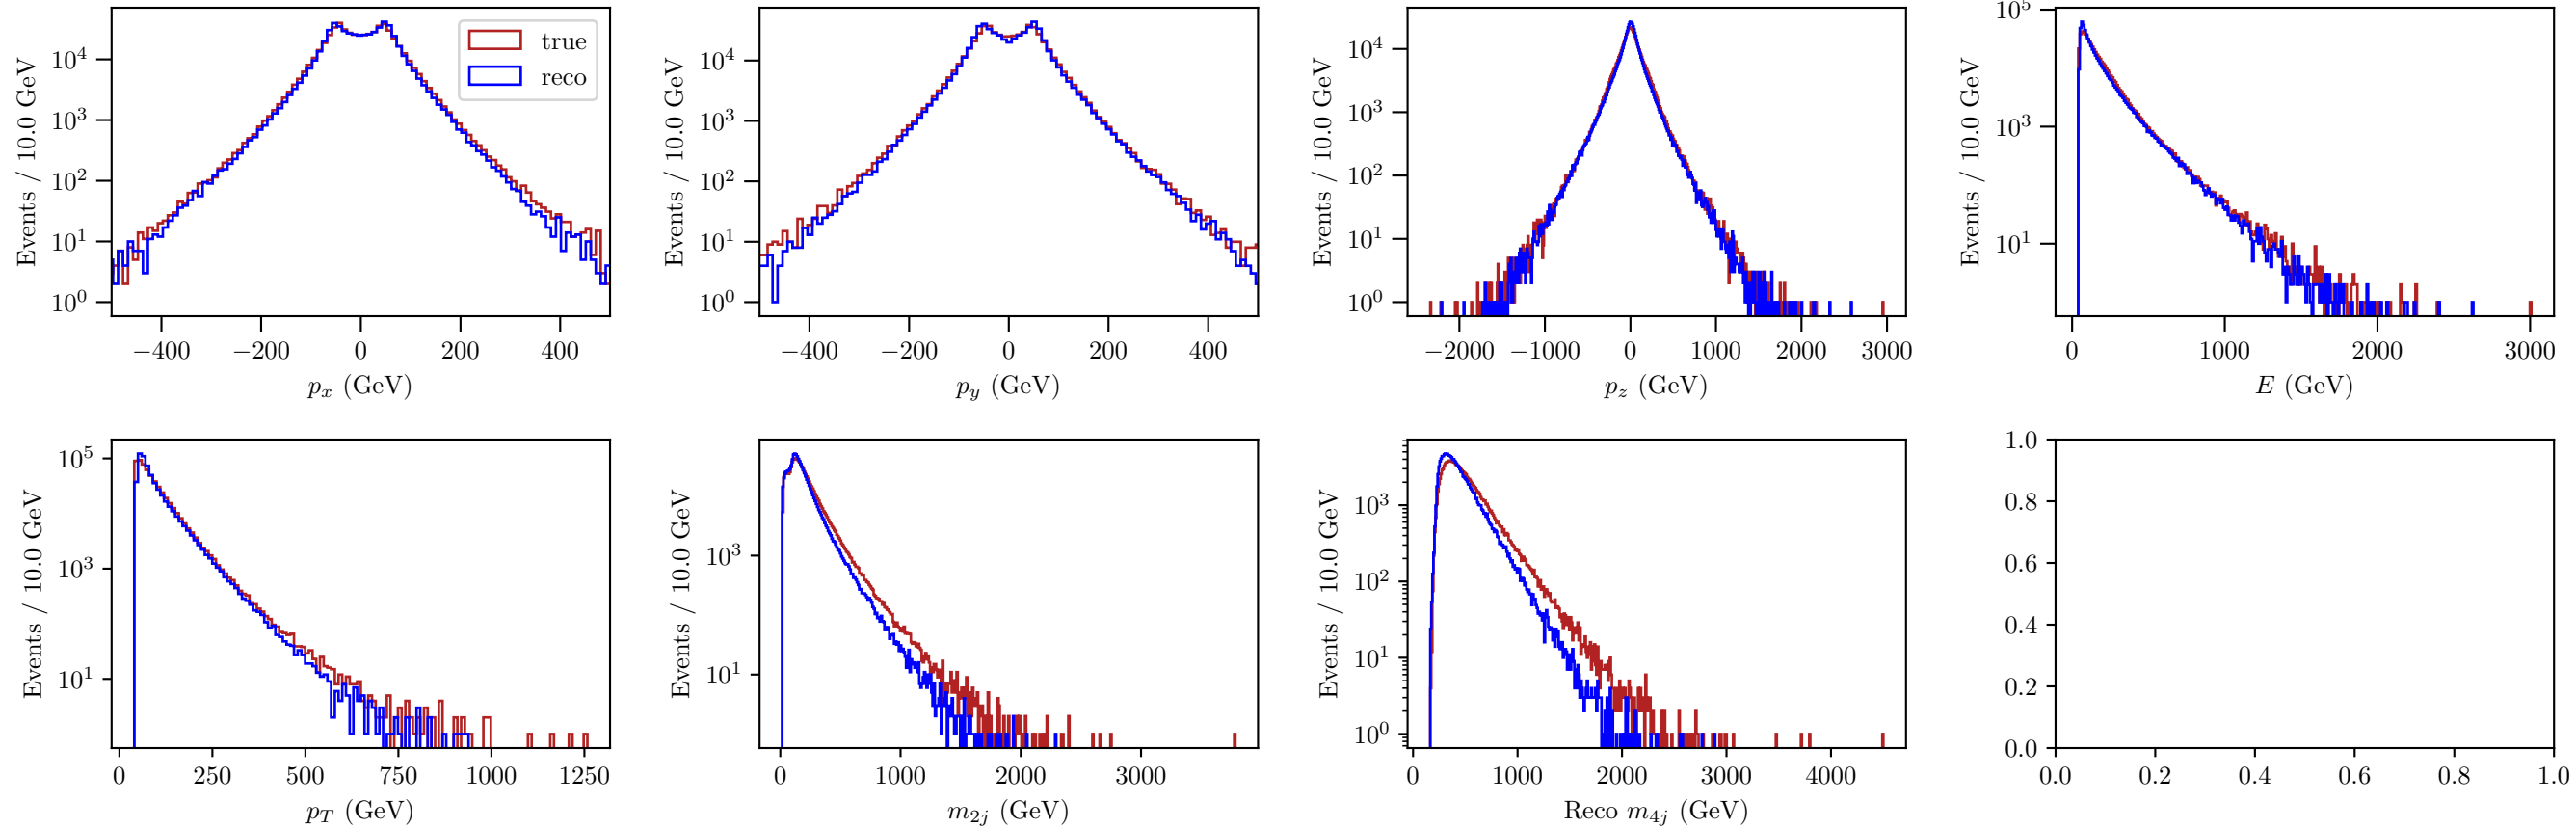 true
reco
Events / 10.0 GeV
10^4
10^3
10^2
10^1
10^0
−400 −200 0 200 400
p_x (GeV)
Events / 10.0 GeV
10^4
10^3
10^2
10^1
10^0
−400 −200 0 200 400
p_y (GeV)
Events / 10.0 GeV
10^4
10^3
10^2
10^1
10^0
−2000 −1000 0 1000 2000 3000
p_z (GeV)
Events / 10.0 GeV
10^5
10^3
10^1
0 1000 2000 3000
E (GeV)
Events / 10.0 GeV
10^5
10^3
10^1
0 250 500 750 1000 1250
p_T (GeV)
Events / 10.0 GeV
10^3
10^1
0 1000 2000 3000
m_{2j} (GeV)
Events / 10.0 GeV
10^3
10^2
10^1
10^0
0 1000 2000 3000 4000
Reco m_{4j} (GeV)
1.0
0.8
0.6
0.4
0.2
0.0
0.0 0.2 0.4 0.6 0.8 1.0